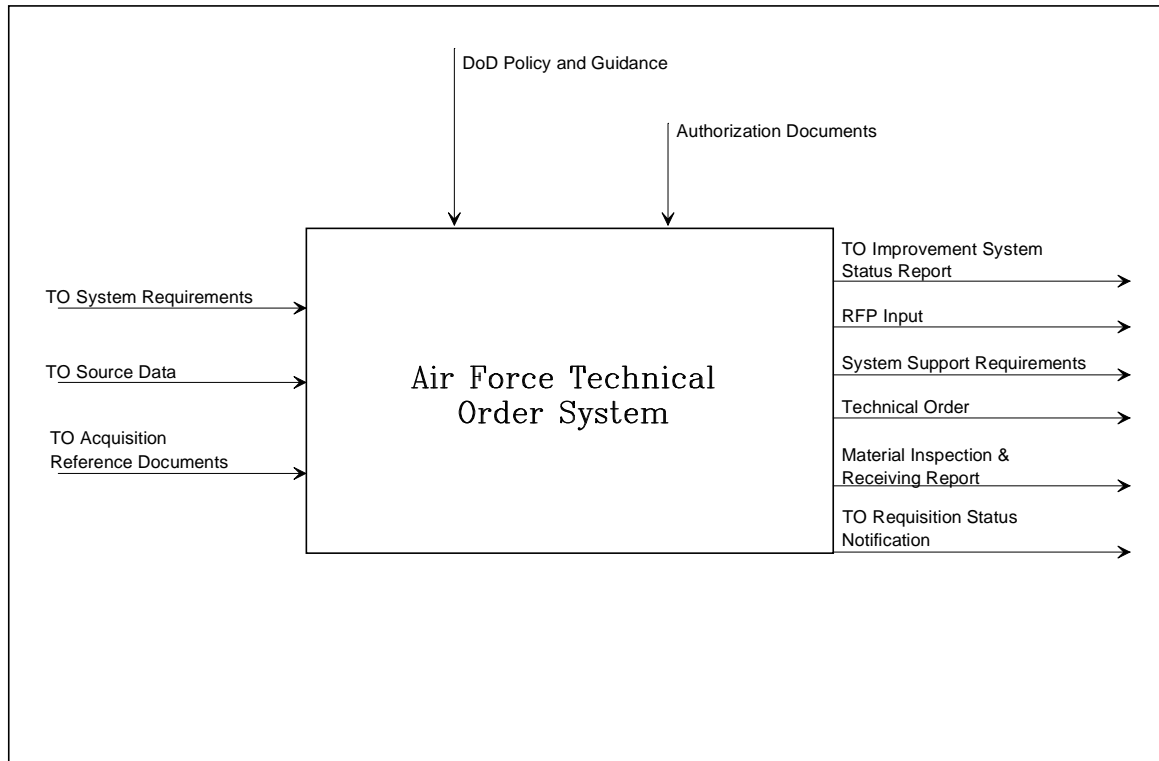 DoD Policy and Guidance
Authorization Documents
TO System Requirements
TO Source Data
TO Acquisition
Reference Documents
Air Force Technical
Order System
TO Improvement System
Status Report
RFP Input
System Support Requirements
Technical Order
Material Inspection &
Receiving Report
TO Requisition Status
Notification